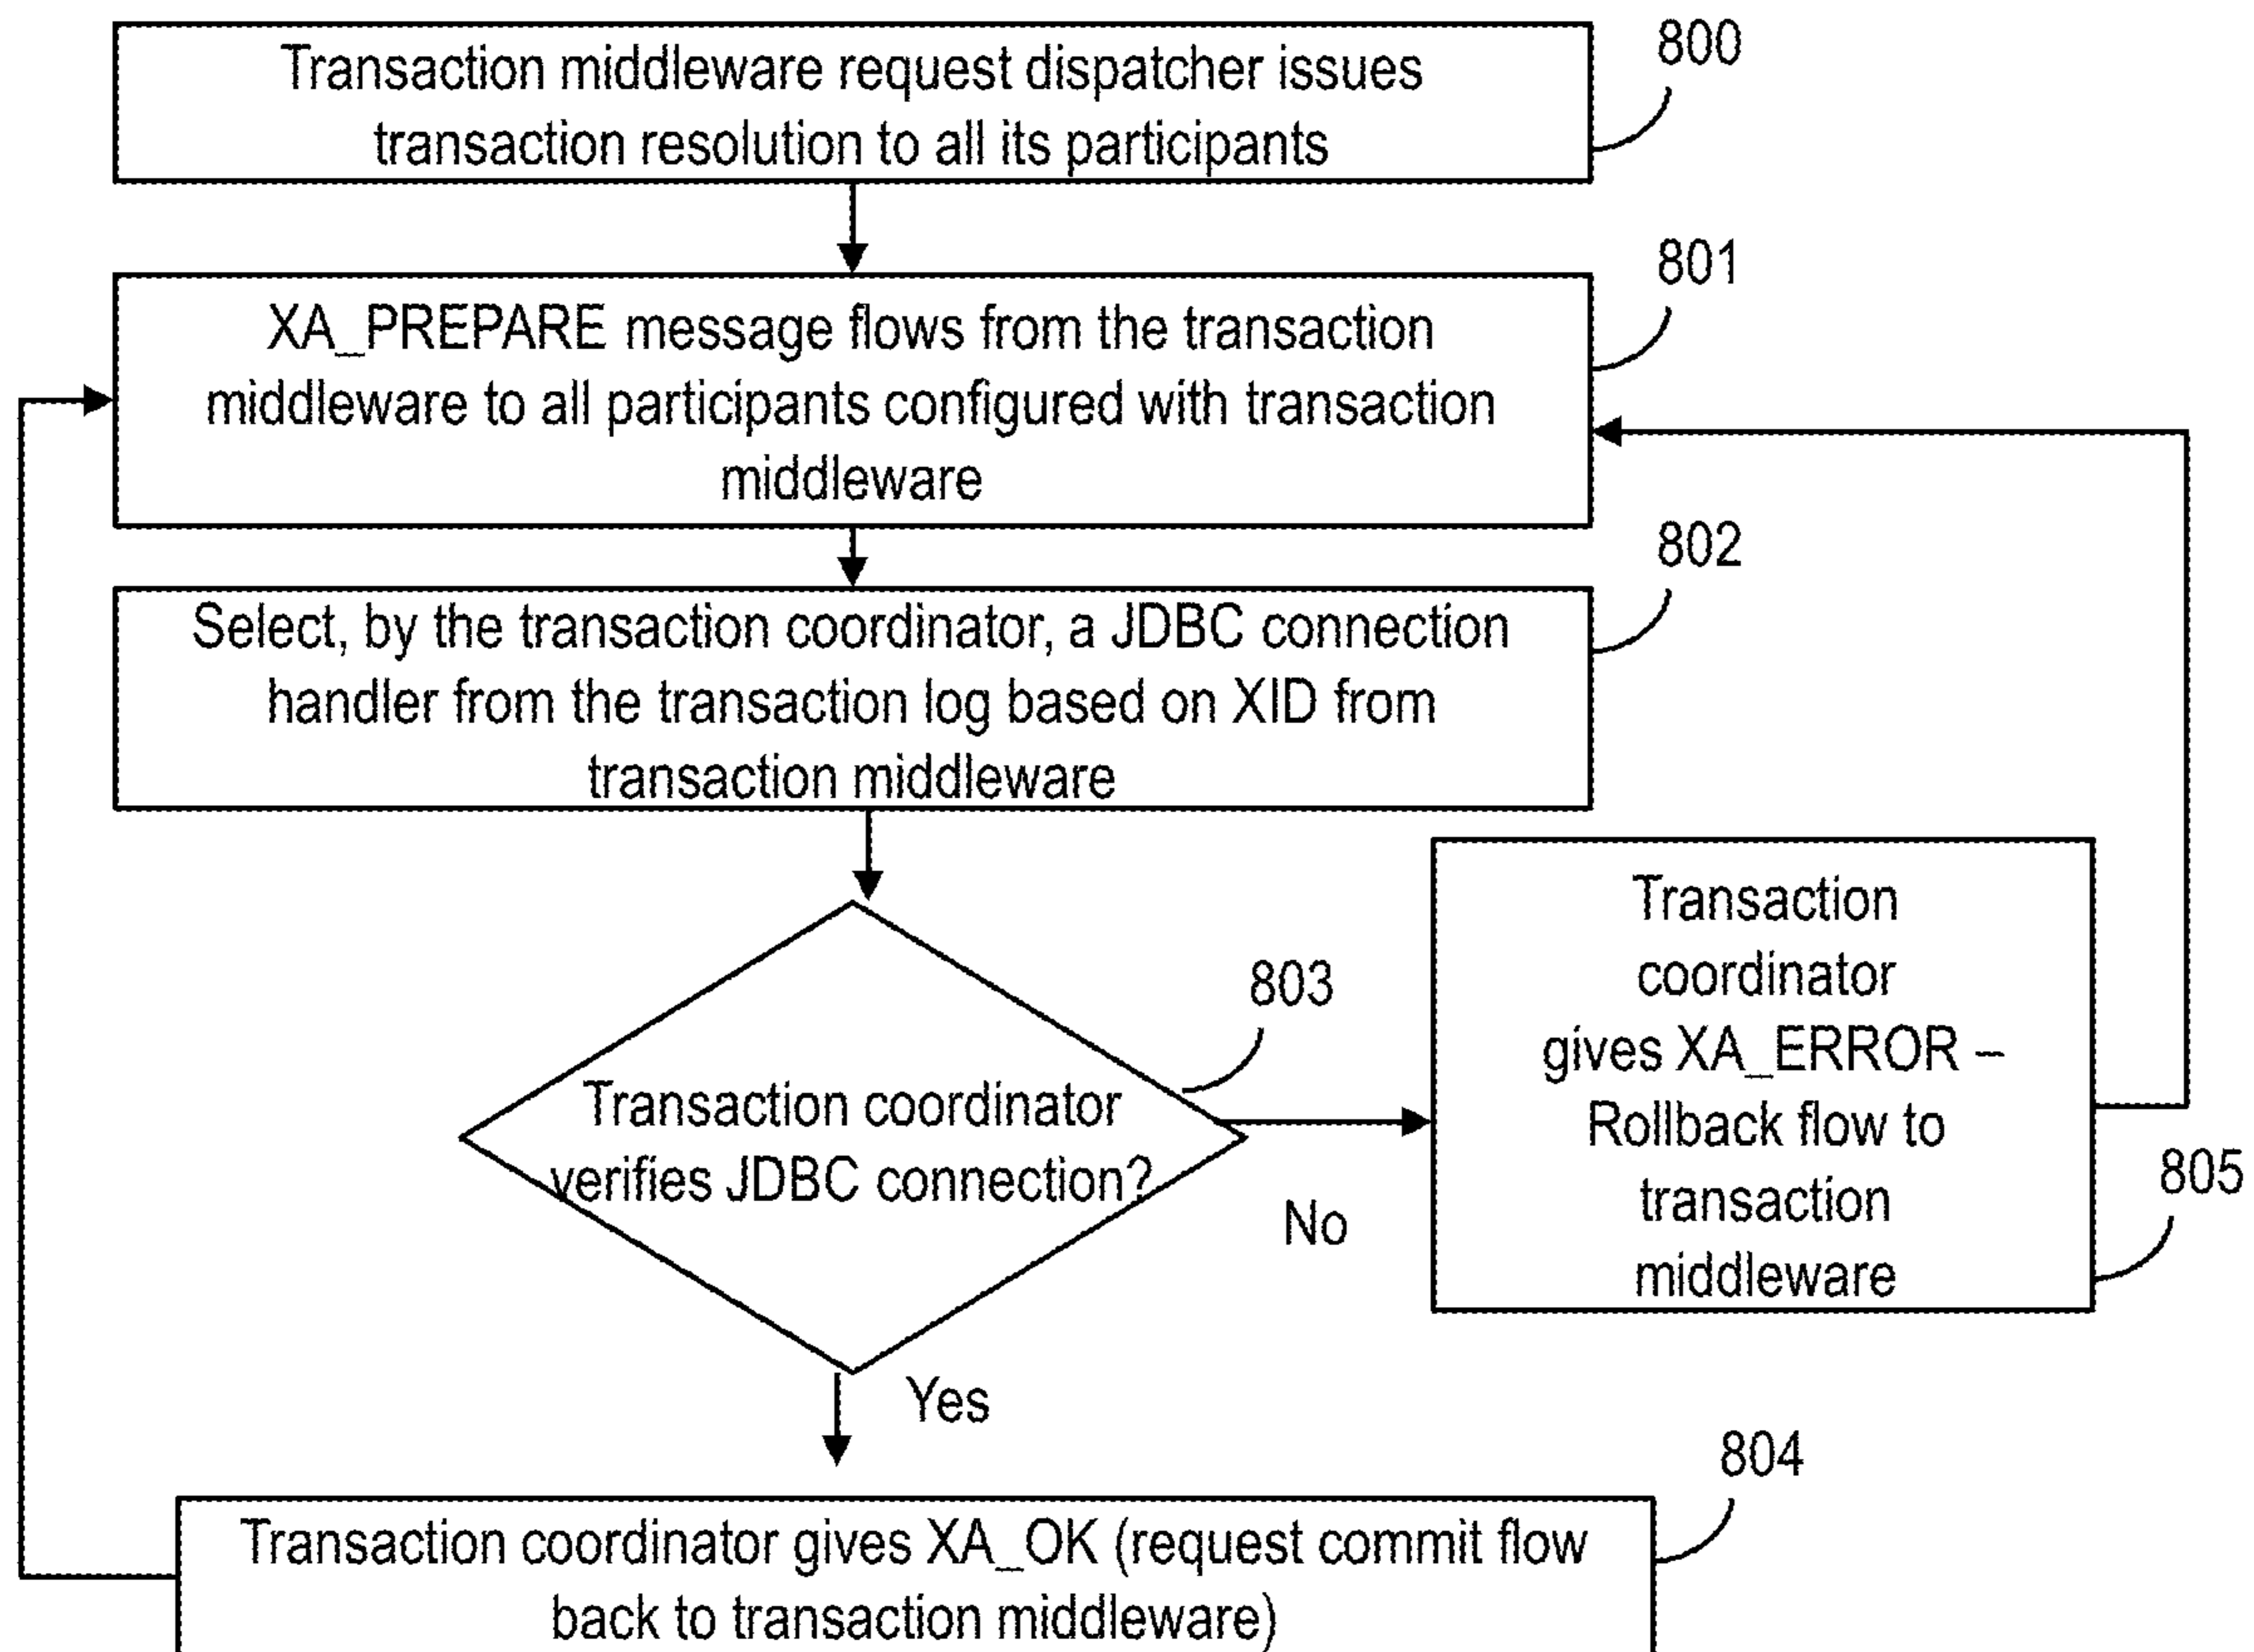 Transaction middleware request dispatcher issues
transaction resolution to all its participants
800
XA_PREPARE message flows from the transaction
middleware to all participants configured with transaction
middleware
801
Select, by the transaction coordinator, a JDBC connection
handler from the transaction log based on XID from
transaction middleware
802
Transaction coordinator
verifies JDBC connection?
803
No
Transaction
coordinator
gives XA_ERROR –
Rollback flow to
transaction
middleware
805
Yes
Transaction coordinator gives XA_OK (request commit flow
back to transaction middleware)
804